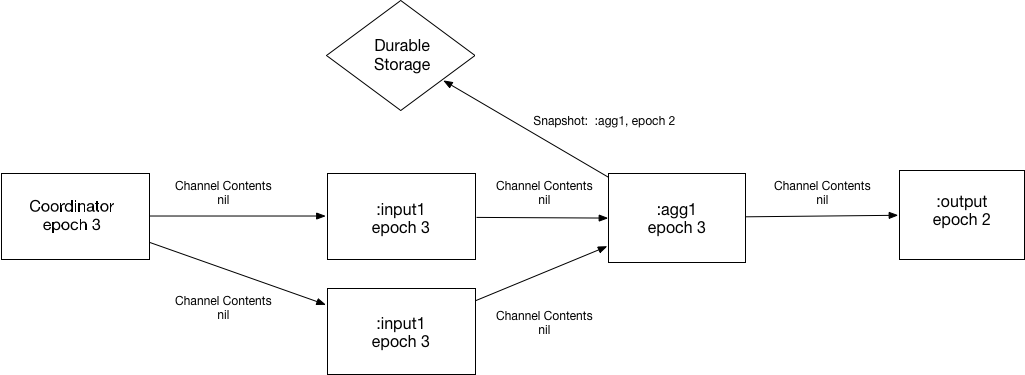 Durable
Storage
Snapshot:  :agg1, epoch 2
Channel Contents
nil
Channel Contents
nil
Channel Contents
nil
Coordinator
epoch 3
:input1
epoch 3
:agg1
epoch 3
:output
epoch 2
Channel Contents
nil
Channel Contents
nil
:input1
epoch 3